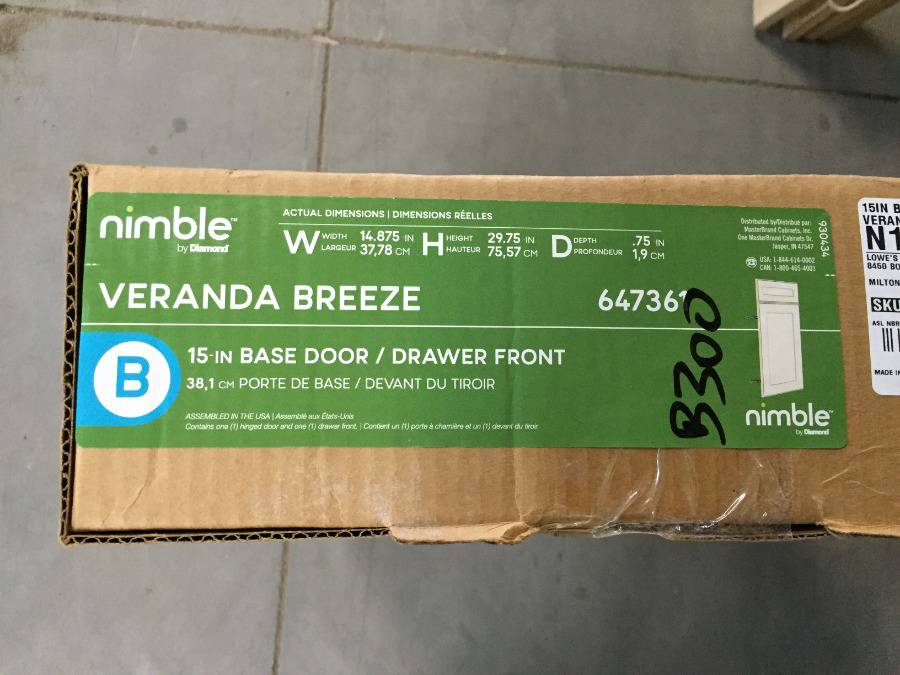 nimble™
by Diamond®
ACTUAL DIMENSIONS | DIMENSIONS RÉELLES
W WIDTH 14.875 IN
LARGEUR 37,78 CM
H HEIGHT 29.75 IN
HAUTEUR 75,57 CM
D DEPTH .75 IN
PROFONDEUR 1,9 CM
Distributed by/Distribué par:
MasterBrand Cabinets, Inc.
One MasterBrand Cabinets Dr.
Jasper, IN 47547
USA: 1-844-614-0002
CAN: 1-800-465-4003
930434
VERANDA BREEZE
64736
B300
B
15-IN BASE DOOR / DRAWER FRONT
38,1 CM PORTE DE BASE / DEVANT DU TIROIR
ASSEMBLED IN THE USA | Assemblé aux États-Unis
Contains one (1) hinged door and one (1) drawer front. | Contient un (1) porte à charnière et un (1) devant du tiroir.
nimble™
by Diamond®
15IN B
VERAN
N1
LOWE'S
8450 BO
MILTON
SKU
ASL NBR
MADE IN